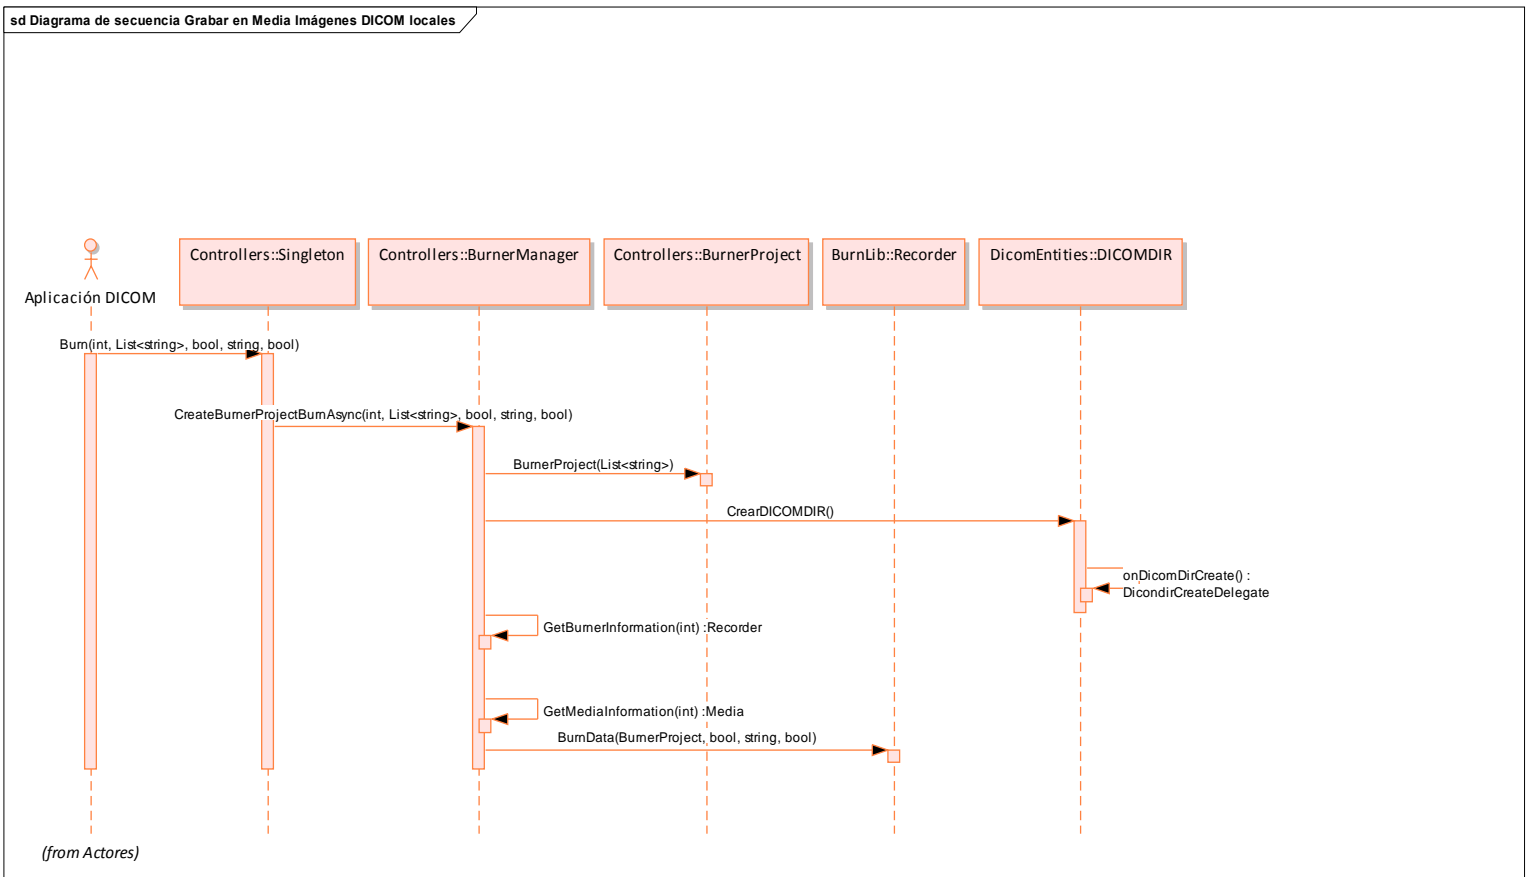 sd Diagrama de secuencia Grabar en Media Imágenes DICOM locales
Controllers::Singleton
Controllers::BurnerManager
Controllers::BurnerProject
BurnLib::Recorder
DicomEntities::DICOMDIR
Aplicación DICOM
Burn(int, List<string>, bool, string, bool)
CreateBurnerProjectBurnAsync(int, List<string>, bool, string, bool)
BurnerProject(List<string>)
CrearDICOMDIR()
onDicomDirCreate() :
DicondirCreateDelegate
GetBurnerInformation(int) :Recorder
GetMediaInformation(int) :Media
BurnData(BurnerProject, bool, string, bool)
(from Actores)